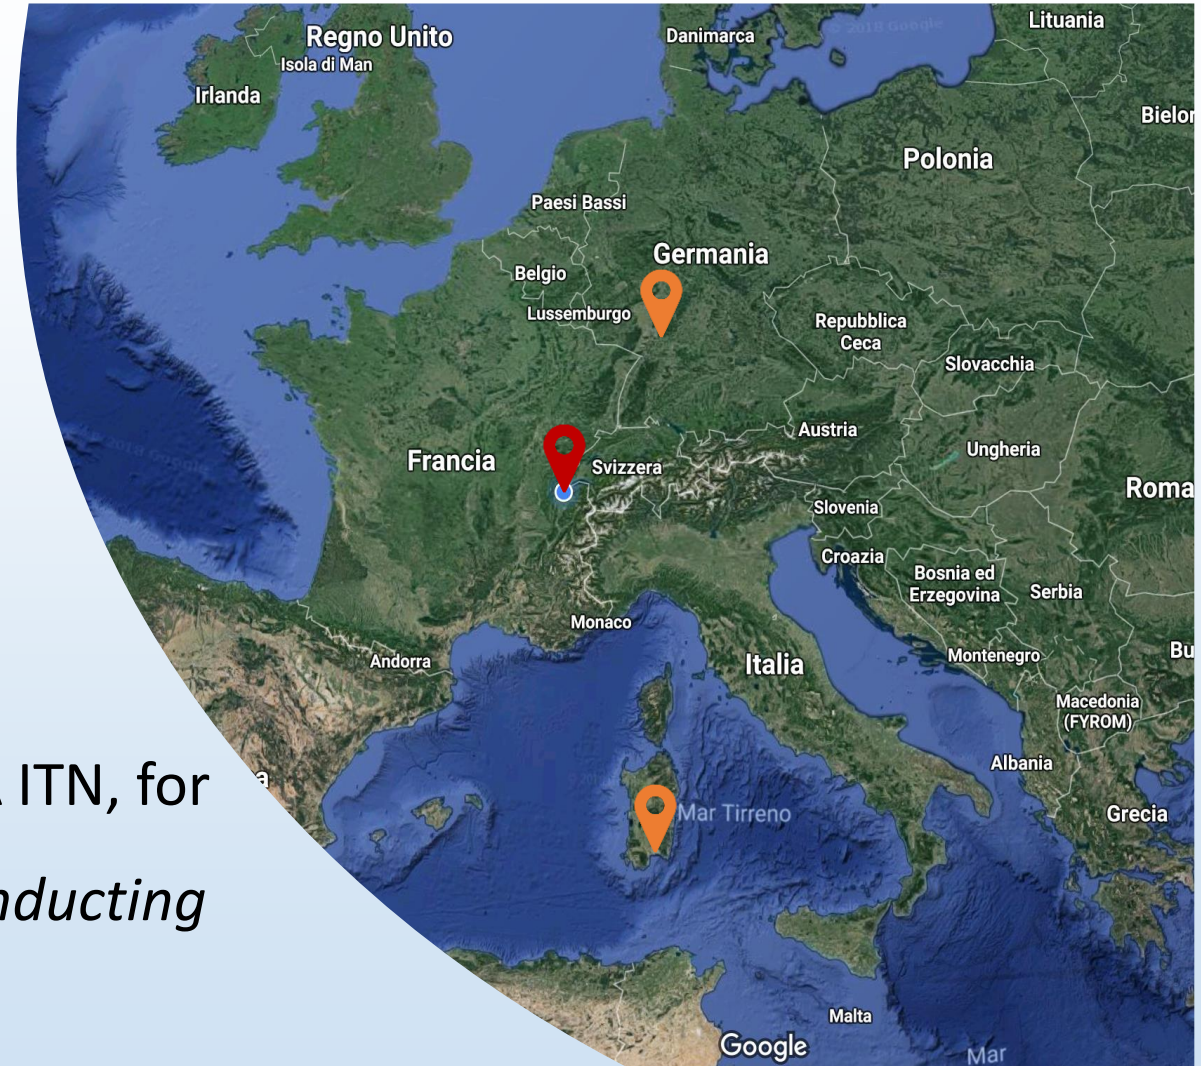 Lituania
© 2018 Google
Regno Unito
Danimarca
Isola di Man
Irlanda
Bielor
Polonia
Paesi Bassi
Germania
Belgio
Lussemburgo
Repubblica
Ceca
Slovacchia
Austria
Ungheria
Francia
Svizzera
Roma
Slovenia
Croazia
Bosnia ed
Erzegovina
Serbia
Monaco
Andorra
Montenegro
Bu
Italia
Macedonia
(FYROM)
Albania
a
ITN, for
Mar Tirreno
Grecia
nducting
Malta
Google
Mar